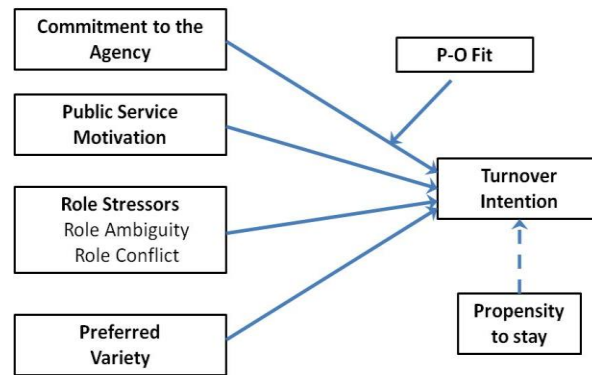 Commitment to the
Agency
P-O Fit
Public Service
Motivation
Turnover
Intention
Role Stressors
Role Ambiguity
Role Conflict
Propensity
to stay
Preferred
Variety